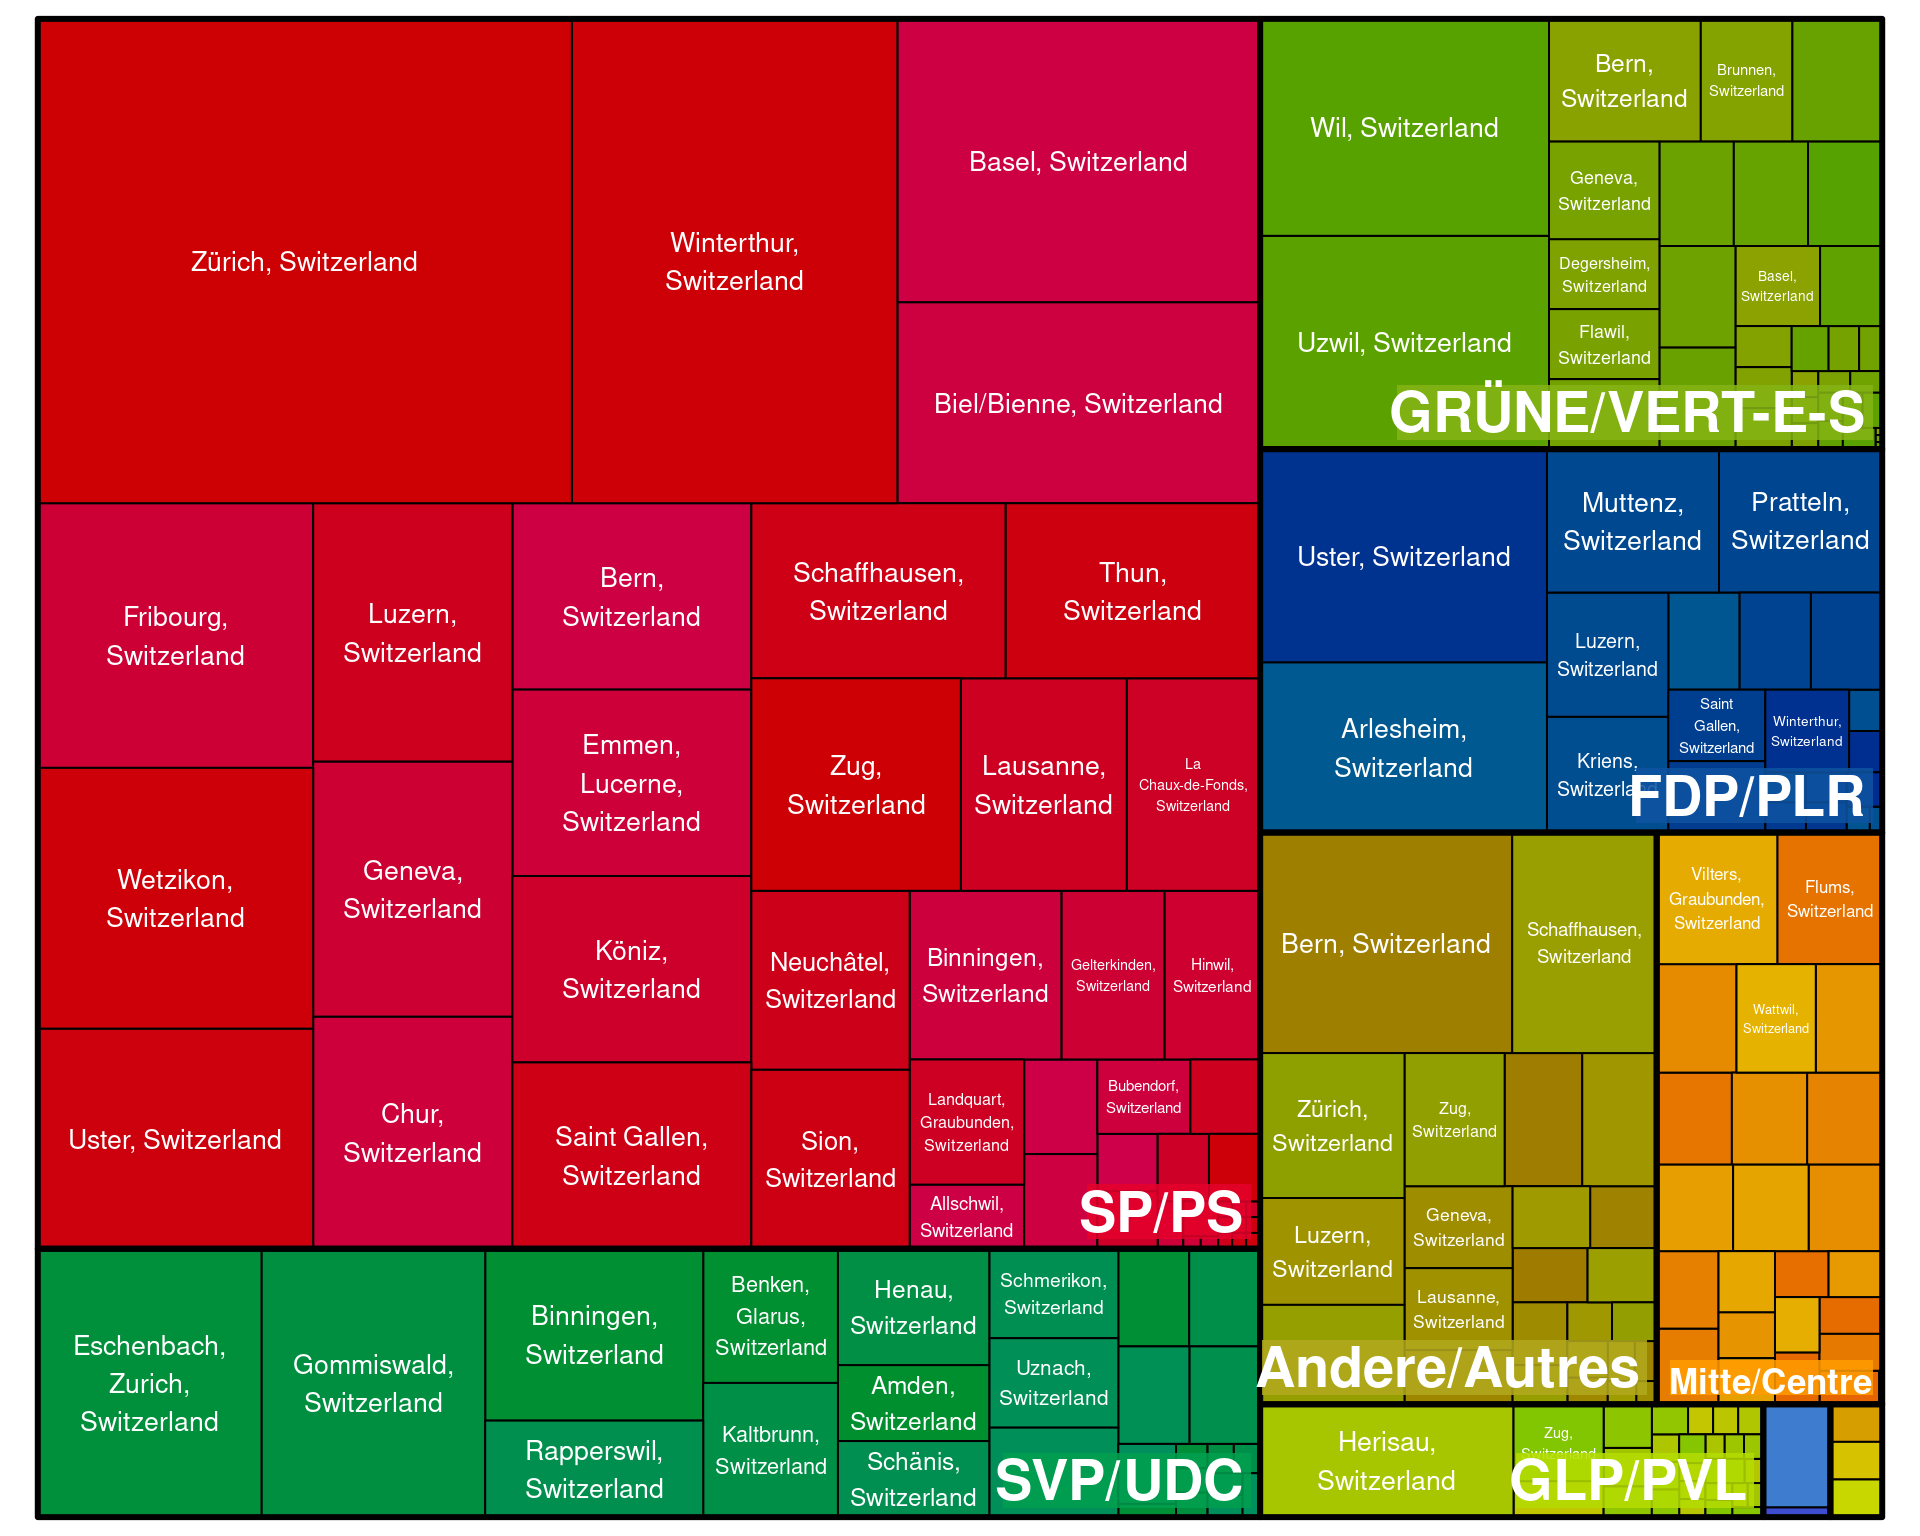 Zürich, Switzerland
Winterthur,
Switzerland
Basel, Switzerland
Biel/Bienne, Switzerland
Fribourg,
Switzerland
Luzern,
Switzerland
Bern,
Switzerland
Schaffhausen,
Switzerland
Thun,
Switzerland
Emmen,
Lucerne,
Switzerland
Zug,
Switzerland
Lausanne,
Switzerland
La
Chaux-de-Fonds,
Switzerland
Wetzikon,
Switzerland
Geneva,
Switzerland
Köniz,
Switzerland
Neuchâtel,
Switzerland
Binningen,
Switzerland
Gelterkinden,
Switzerland
Hinwil,
Switzerland
Uster, Switzerland
Chur,
Switzerland
Saint Gallen,
Switzerland
Sion,
Switzerland
Landquart,
Graubunden,
Switzerland
Bubendorf,
Switzerland
Allschwil,
Switzerland
SP/PS
Eschenbach,
Zurich,
Switzerland
Gommiswald,
Switzerland
Binningen,
Switzerland
Rapperswil,
Switzerland
Benken,
Glarus,
Switzerland
Kaltbrunn,
Switzerland
Henau,
Switzerland
Amden,
Switzerland
Schänis,
Switzerland
Schmerikon,
Switzerland
Uznach,
Switzerland
SVP/UDC
Wil, Switzerland
Uzwil, Switzerland
Bern,
Switzerland
Brunnen,
Switzerland
Geneva,
Switzerland
Degersheim,
Switzerland
Flawil,
Switzerland
Basel,
Switzerland
GRÜNE/VERT-E-S
Uster, Switzerland
Arlesheim,
Switzerland
Muttenz,
Switzerland
Pratteln,
Switzerland
Luzern,
Switzerland
Kriens,
Switzerland
Saint
Gallen,
Switzerland
Winterthur,
Switzerland
FDP/PLR
Bern, Switzerland
Schaffhausen,
Switzerland
Zürich,
Switzerland
Zug,
Switzerland
Luzern,
Switzerland
Geneva,
Switzerland
Lausanne,
Switzerland
Andere/Autres
Vilters,
Graubunden,
Switzerland
Flums,
Switzerland
Wattwil,
Switzerland
Mitte/Centre
Herisau,
Switzerland
Zug,
Switzerland
GLP/PVL